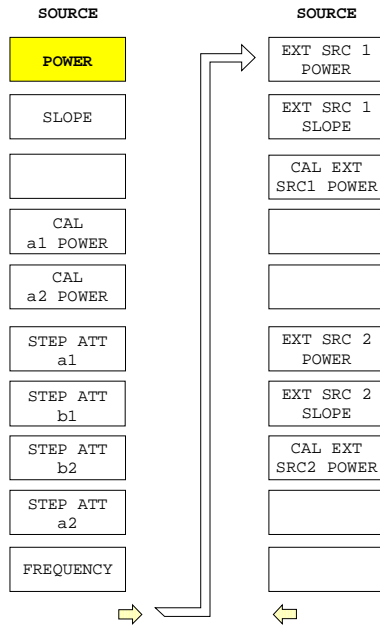 SOURCE
POWER
SLOPE
CAL
a1 POWER
CAL
a2 POWER
STEP ATT
a1
STEP ATT
b1
STEP ATT
b2
STEP ATT
a2
FREQUENCY
SOURCE
EXT SRC 1
POWER
EXT SRC 1
SLOPE
CAL EXT
SRC1 POWER
EXT SRC 2
POWER
EXT SRC 2
SLOPE
CAL EXT
SRC2 POWER